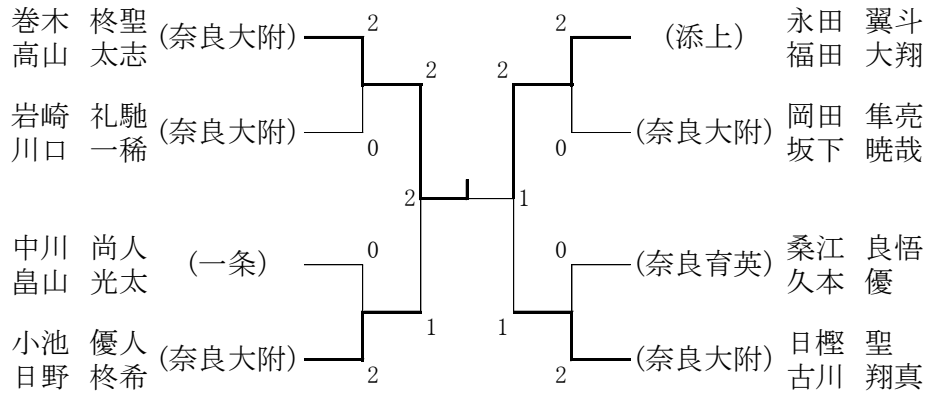 巻木 柊聖
高山 太志
(奈良大附)
2
岩崎 礼馳
川口 一稀
(奈良大附)
0
2
中川 尚人
畠山 光太
(一条)
0
小池 優人
日野 柊希
(奈良大附)
2
1
2
1
永田 翼斗
福田 大翔
(添上)
2
岡田 隼亮
坂下 暁哉
(奈良大附)
0
2
桑江 良悟
久本 優
(奈良育英)
0
日樫 聖
古川 翔真
(奈良大附)
2
1